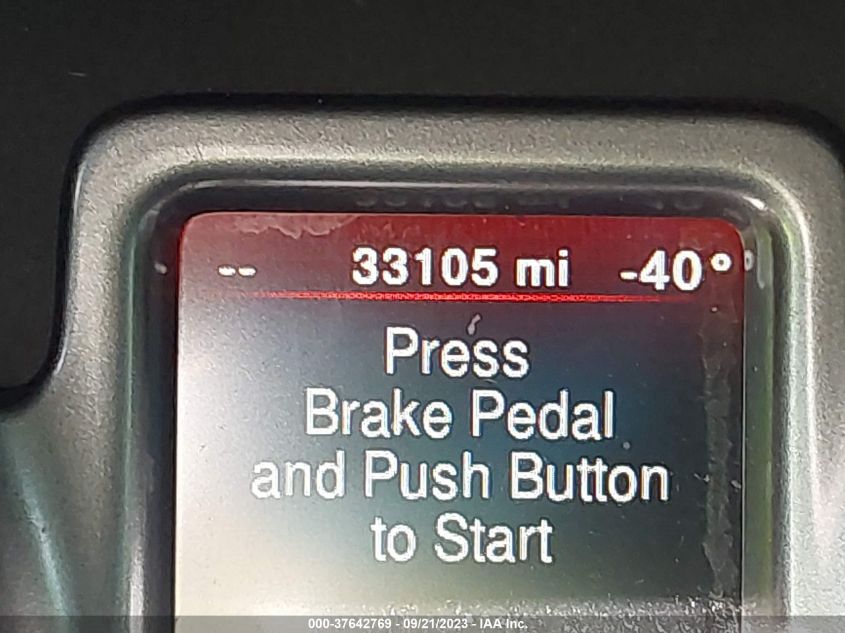 -- 33105 mi -40°
Press
Brake Pedal
and Push Button
to Start
000-37642769 - 09/21/2023 - IAA Inc.